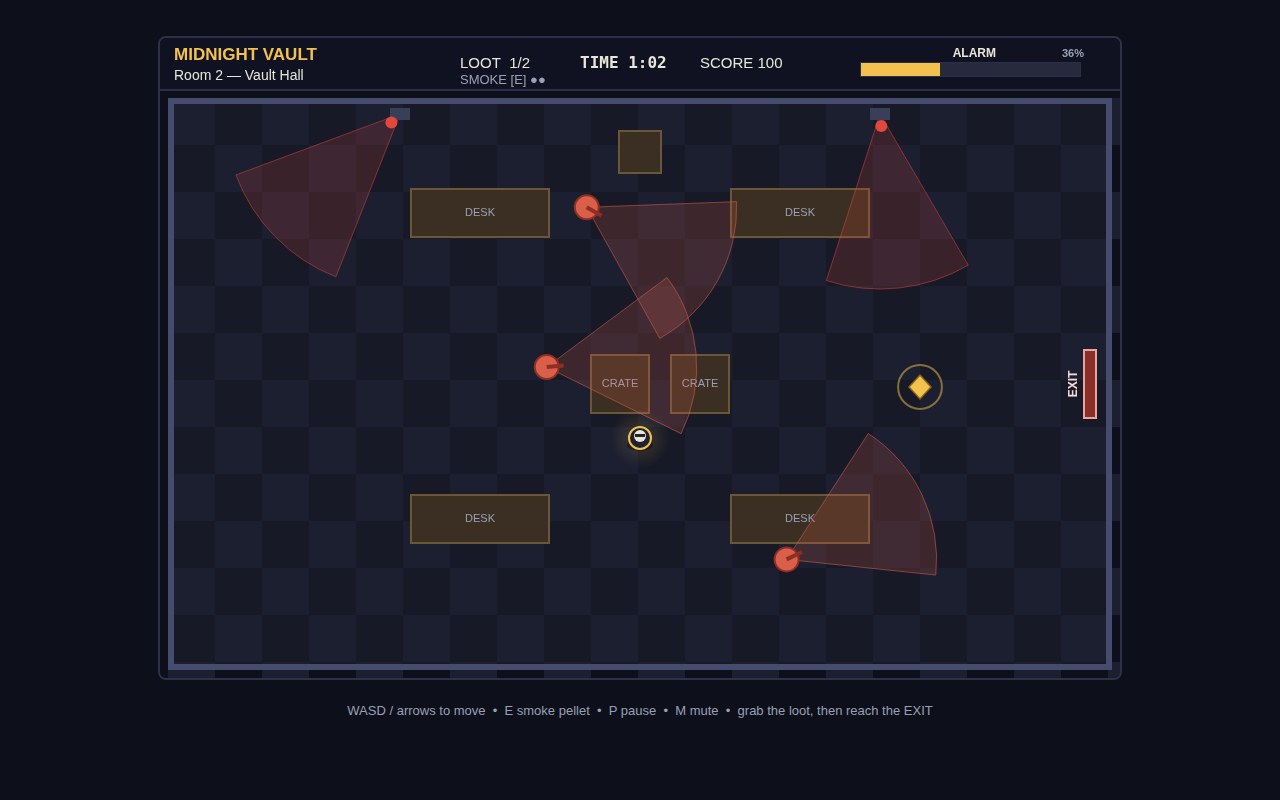 MIDNIGHT VAULT
Room 2 — Vault Hall
LOOT 1/2
SMOKE [E] ●●
TIME 1:02
SCORE 100
ALARM
36%
DESK
DESK
CRATE
CRATE
EXIT
DESK
DESK
WASD / arrows to move • E smoke pellet • P pause • M mute • grab the loot, then reach the EXIT